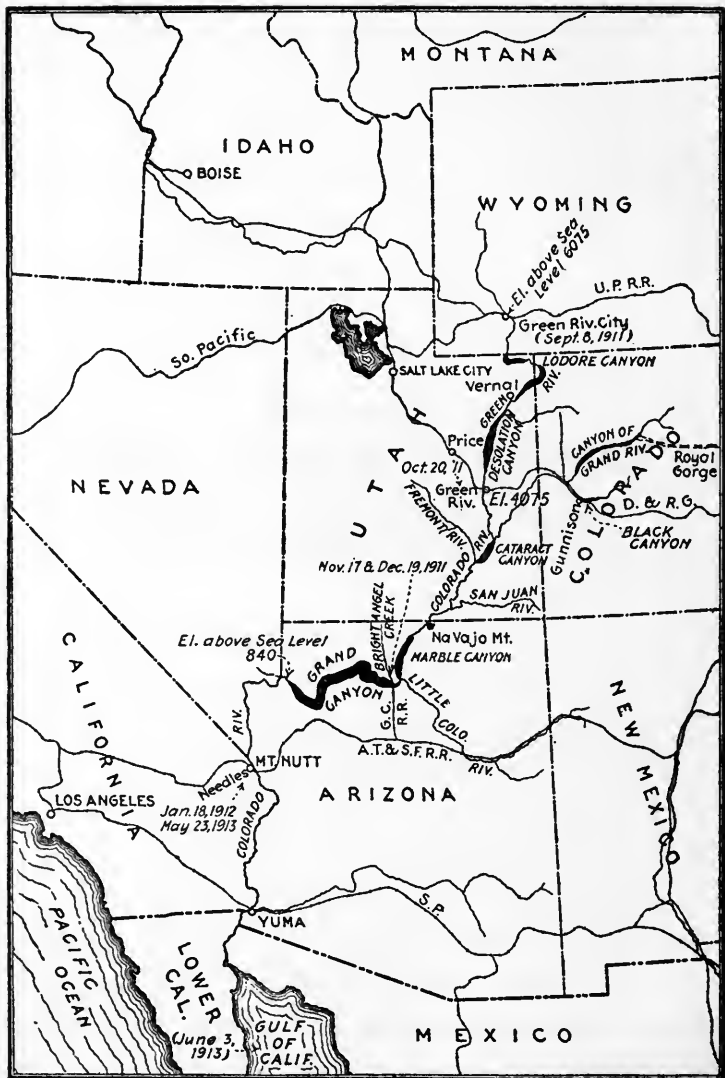 MONTANA
IDAHO
BOISE
WYOMING
El. above Sea
Level 6075
U.P. RR.
Green Riv. City
(Sept. 8, 1911)
So. Pacific
SALT LAKE CITY
LODORE CANYON
Vernal
GREEN
RIV.
DESOLATION
CANYON
Price
CANYON OF
GRAND RIV.
Royal
Gorge
Oct. 20, '11
NEVADA
UTAH
Green
Riv.
El. 4075
COLORADO
Gunnison
D. & R.G.
BLACK
CANYON
FREMONT RIV.
CATARACT
CANYON
Nov. 17 & Dec. 19, 1911
COLORADO RIV.
SAN JUAN
RIV.
BRIGHT ANGEL
CREEK
Navajo Mt.
El. above Sea Level
840
GRAND
CANYON
MARBLE CANYON
LITTLE
COLO.
RIV.
G.C.
R.R.
CALIFORNIA
RIV.
NEW MEXICO
A.T. & S.F. R.R.
MT. NUTT
Needles
ARIZONA
LOS ANGELES
Jan. 18, 1912
May 23, 1913
COLORADO
S.P.
YUMA
PACIFIC
OCEAN
LOWER
CAL.
(June 3,
1913)
GULF
OF
CALIF.
MEXICO